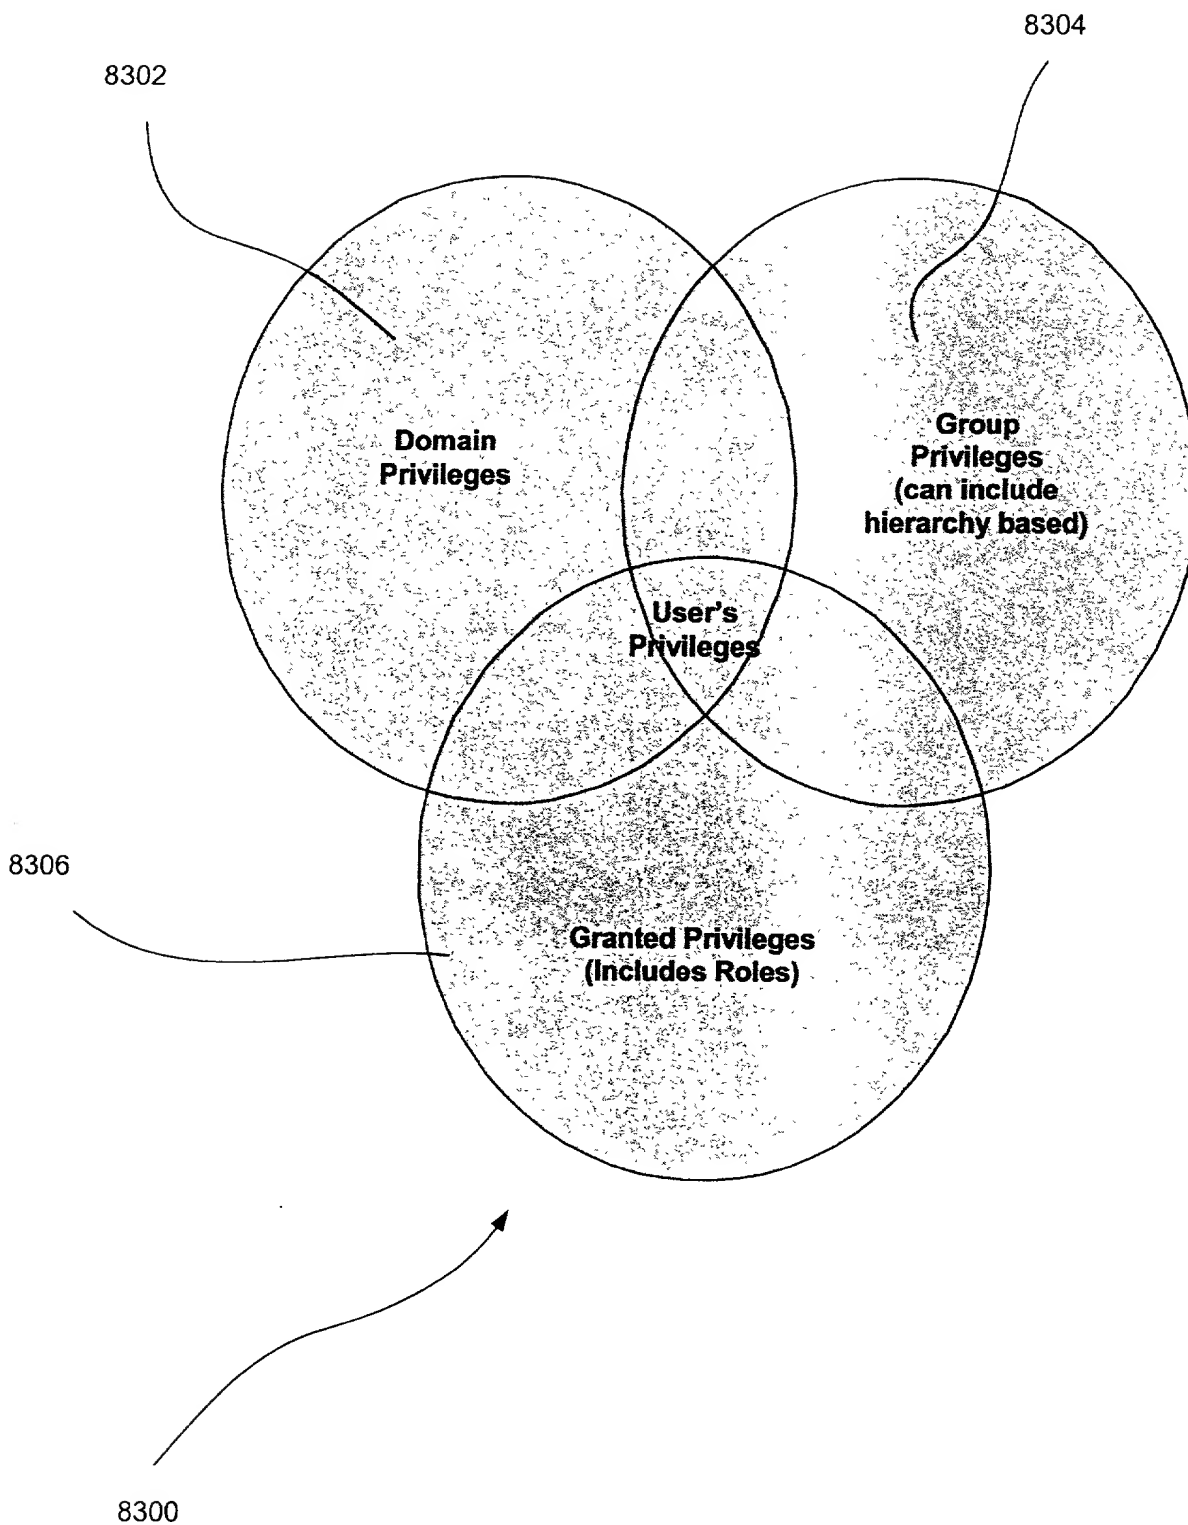 8304
8302
Domain
Privileges
Group
Privileges
(can include
hierarchy based)
User's
Privileges
8306
Granted Privileges
(Includes Roles)
8300